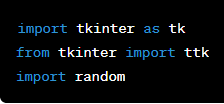 import tkinter as tk
from tkinter import ttk
import random